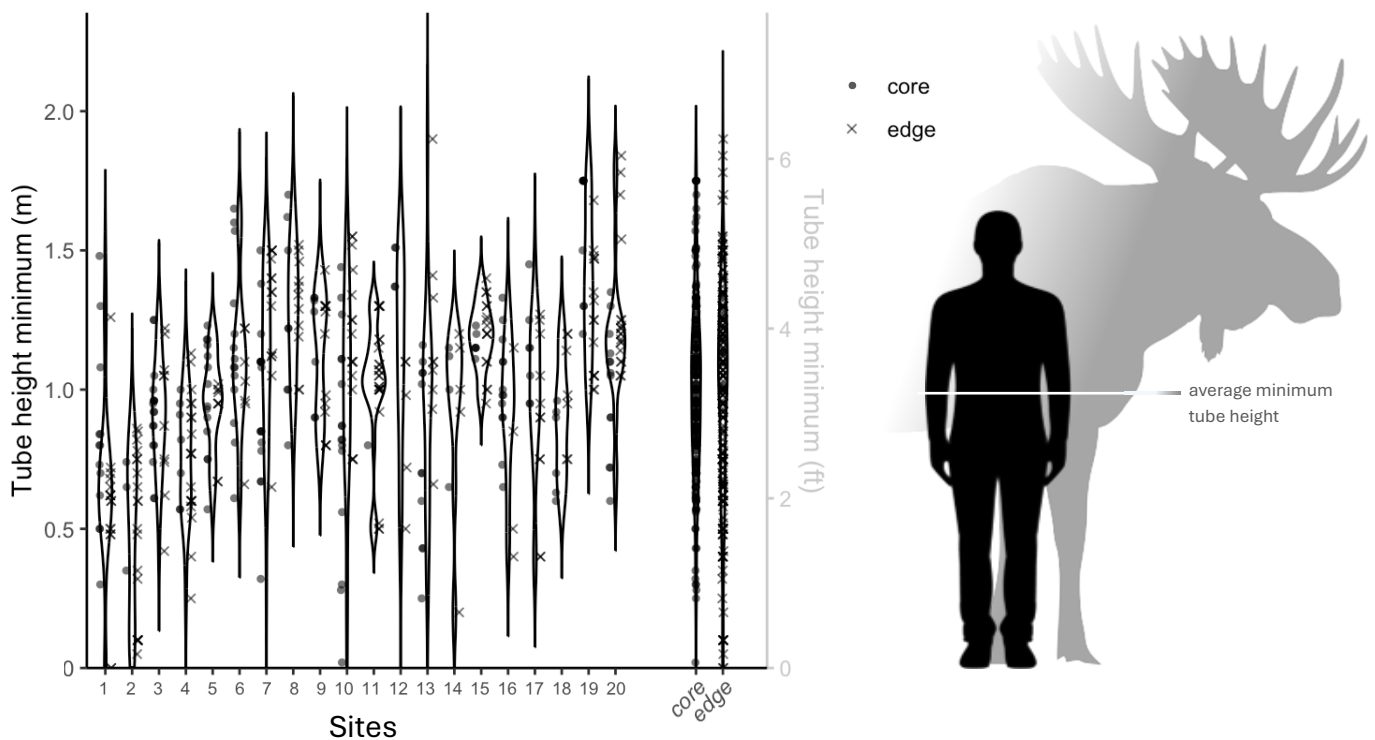 Tube height minimum (m)
2.0
1.5
1.0
0.5
0
1 2 3 4 5 6 7 8 9 10 11 12 13 14 15 16 17 18 19 20
core
edge
Sites
6
4
2
0
Tube height minimum (ft)
core
edge
average minimum
tube height